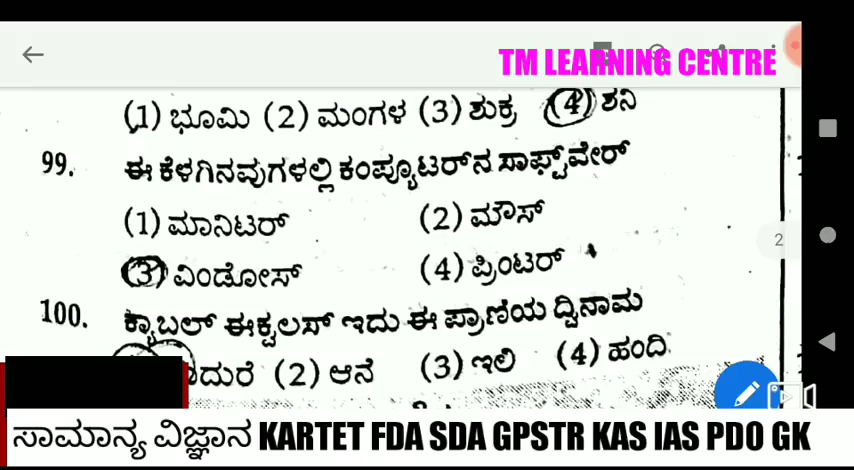 TM LEARNING CENTRE
(1) ಭೂಮಿ (2) ಮಂಗಳ (3) ಶುಕ್ರ (4) ಶನಿ
99. ಈ ಕೆಳಗಿನವುಗಳಲ್ಲಿ ಕಂಪ್ಯೂಟರ್‌ನ ಸಾಫ್ಟ್‌ವೇರ್
(1) ಮಾನಿಟರ್ (2) ಮೌಸ್
(3) ವಿಂಡೋಸ್ (4) ಪ್ರಿಂಟರ್
2
100. ಕ್ಯಾಬಲ್ ಈಕ್ವಲಸ್ ಇದು ಈ ಪ್ರಾಣಿಯ ದ್ವಿನಾಮ
(2) ಆನೆ (3) ಇಲಿ (4) ಹಂದಿ
ಸಾಮಾನ್ಯ ವಿಜ್ಞಾನ KARTET FDA SDA GPSTR KAS IAS PDO GK